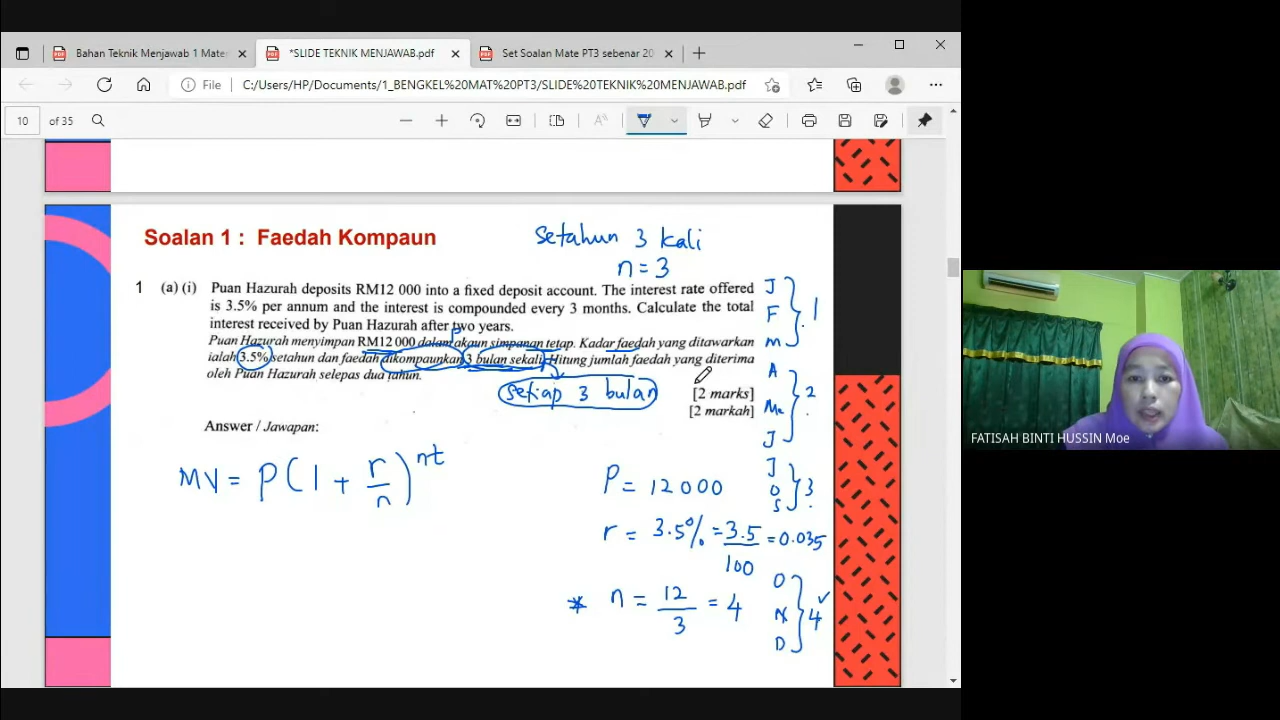 Bahan Teknik Menjawab 1 Mate
*SLIDE TEKNIK MENJAWAB.pdf
Set Soalan Mate PT3 sebenar 20
File
C:/Users/HP/Documents/1_BENGKEL%20MAT%20PT3/SLIDE%20TEKNIK%20MENJAWAB.pdf
10 of 35
Soalan 1 : Faedah Kompaun
Setahun 3 kali
n = 3
1 (a) (i) Puan Hazurah deposits RM12 000 into a fixed deposit account. The interest rate offered
is 3.5% per annum and the interest is compounded every 3 months. Calculate the total
interest received by Puan Hazurah after two years.
P
Puan Hazurah menyimpan RM12 000 dalam akaun simpanan tetap. Kadar faedah yang ditawarkan
ialah 3.5% setahun dan faedah dikompaunkan 3 bulan sekali. Hitung jumlah faedah yang diterima
oleh Puan Hazurah selepas dua tahun.
setiap 3 bulan
[2 marks]
[2 markah]
Answer / Jawapan:
MV = P(1 + r/n)^nt
P = 12000
r = 3.5% = 3.5/100 = 0.035
* n = 12/3 = 4
J
F
M
1
A
Me
J
2
J
O
S
3
O
N
D
4 ✓
FATISAH BINTI HUSSIN Moe